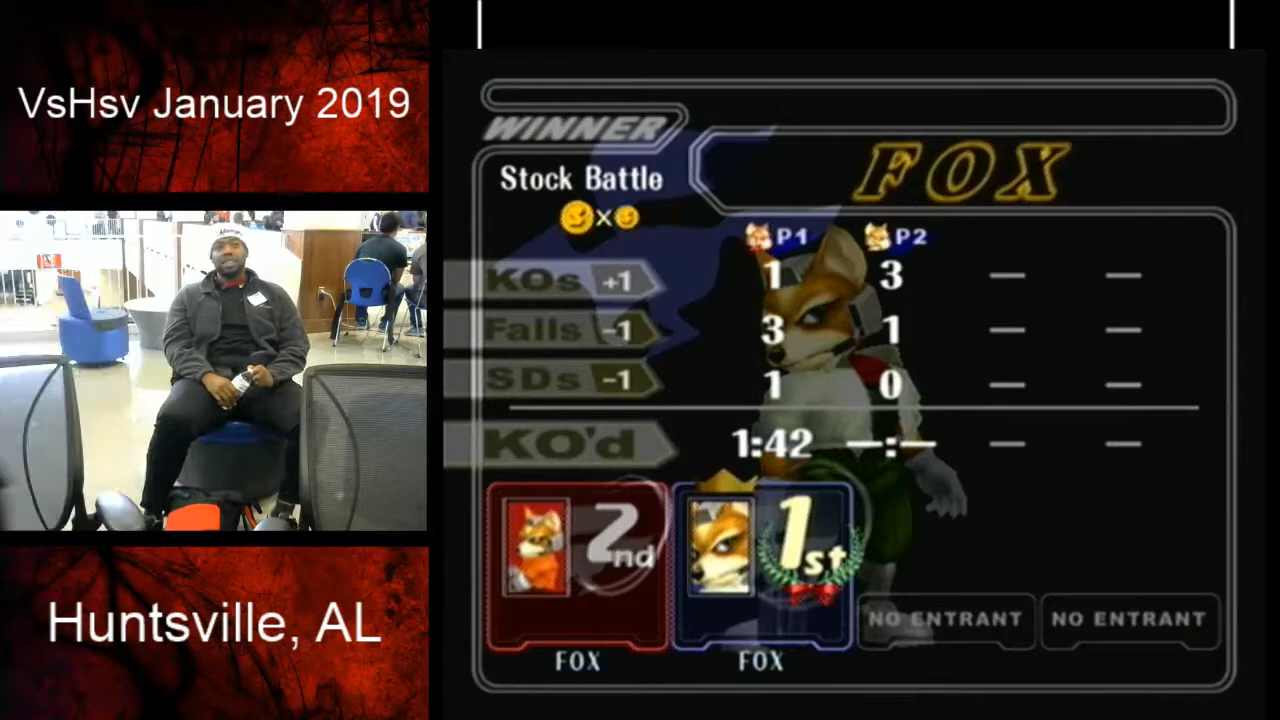 VsHsv January 2019
Huntsville, AL
WINNER
FOX
Stock Battle
x
P1 P2
KOs +1 1 3 — —
Falls -1 3 1 — —
SDs -1 1 0 — —
KO'd 1:42 —:— — —
2nd 1st
NO ENTRANT NO ENTRANT
FOX FOX